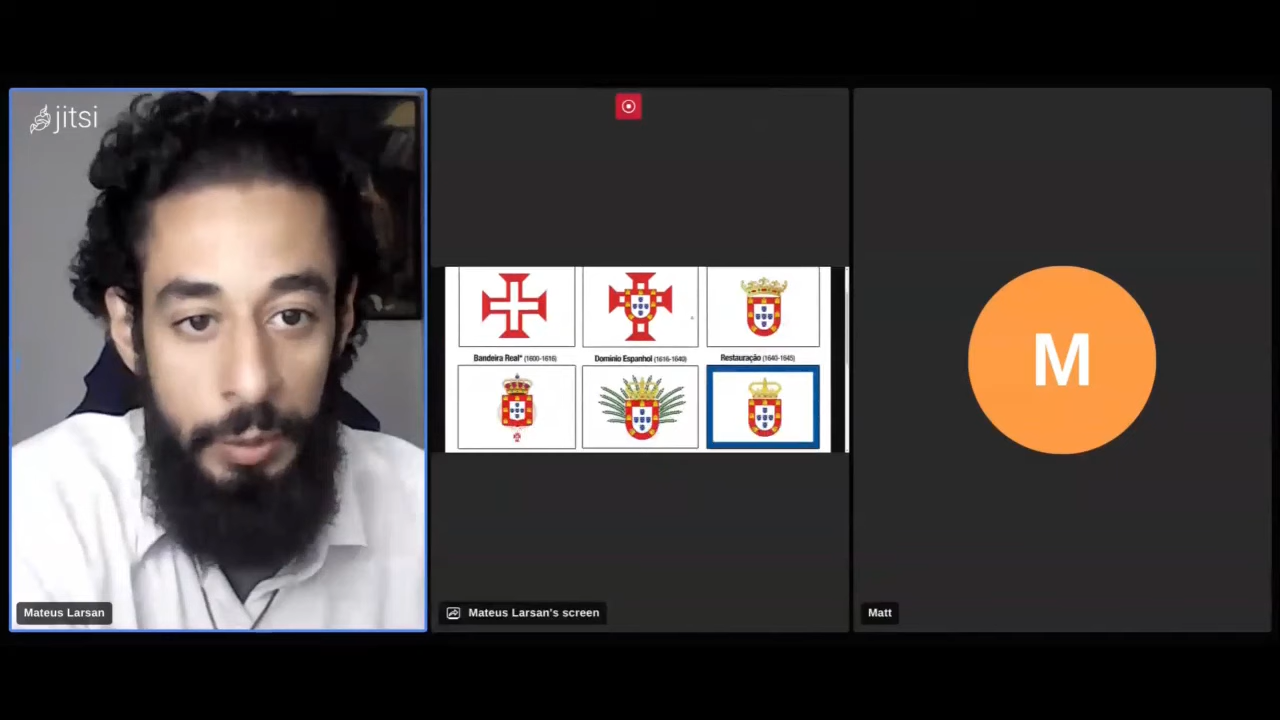 jitsi
Bandeira Real* (1600-1616)
Domínio Espanhol (1616-1640)
Restauração (1640-1645)
M
Mateus Larsan
Mateus Larsan's screen
Matt